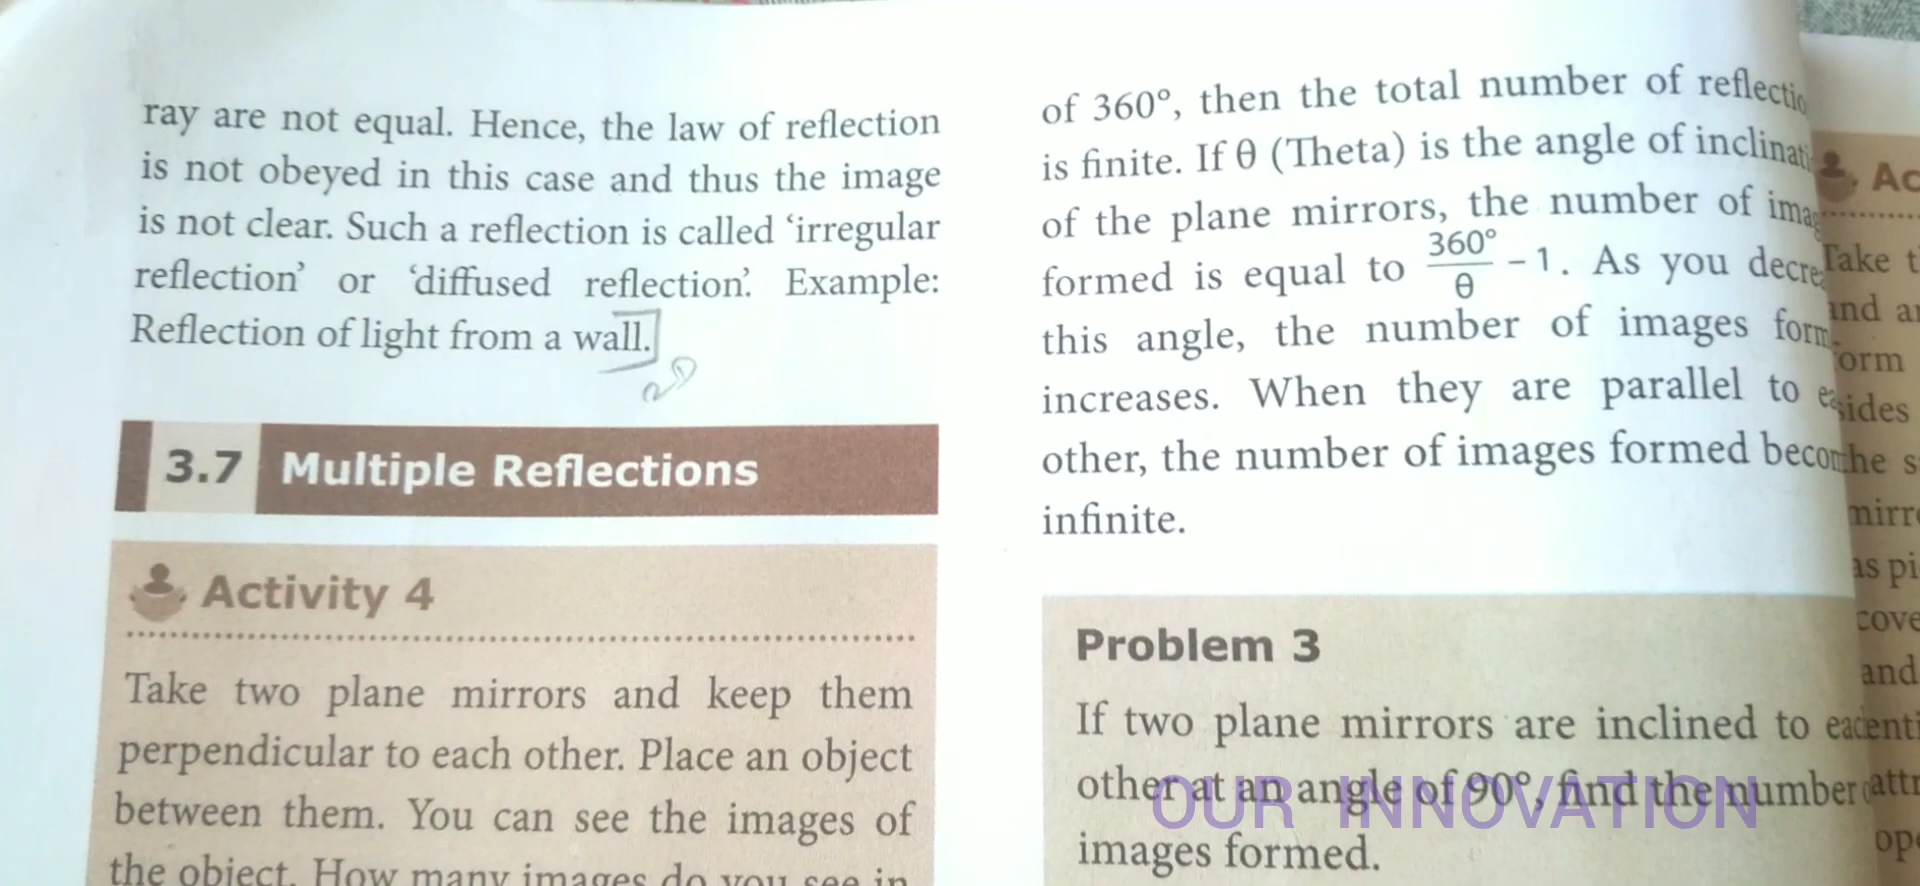 ray are not equal. Hence, the law of reflection
is not obeyed in this case and thus the image
is not clear. Such a reflection is called ‘irregular
reflection’ or ‘diffused reflection’. Example:
Reflection of light from a wall.
3.7 Multiple Reflections
Activity 4
Take two plane mirrors and keep them
perpendicular to each other. Place an object
between them. You can see the images of
the object. How many images do you see in
of 360°, then the total number of
is finite. If θ (Theta) is the angle of
of the plane mirrors, the number of
formed is equal to 360°/θ − 1. As you
this angle, the number of images
increases. When they are parallel to
other, the number of images formed
infinite.
Problem 3
If two plane mirrors are inclined to
other at an angle of 90°, find the number
images formed.
OUR INNOVATION
Take
and
sides
and